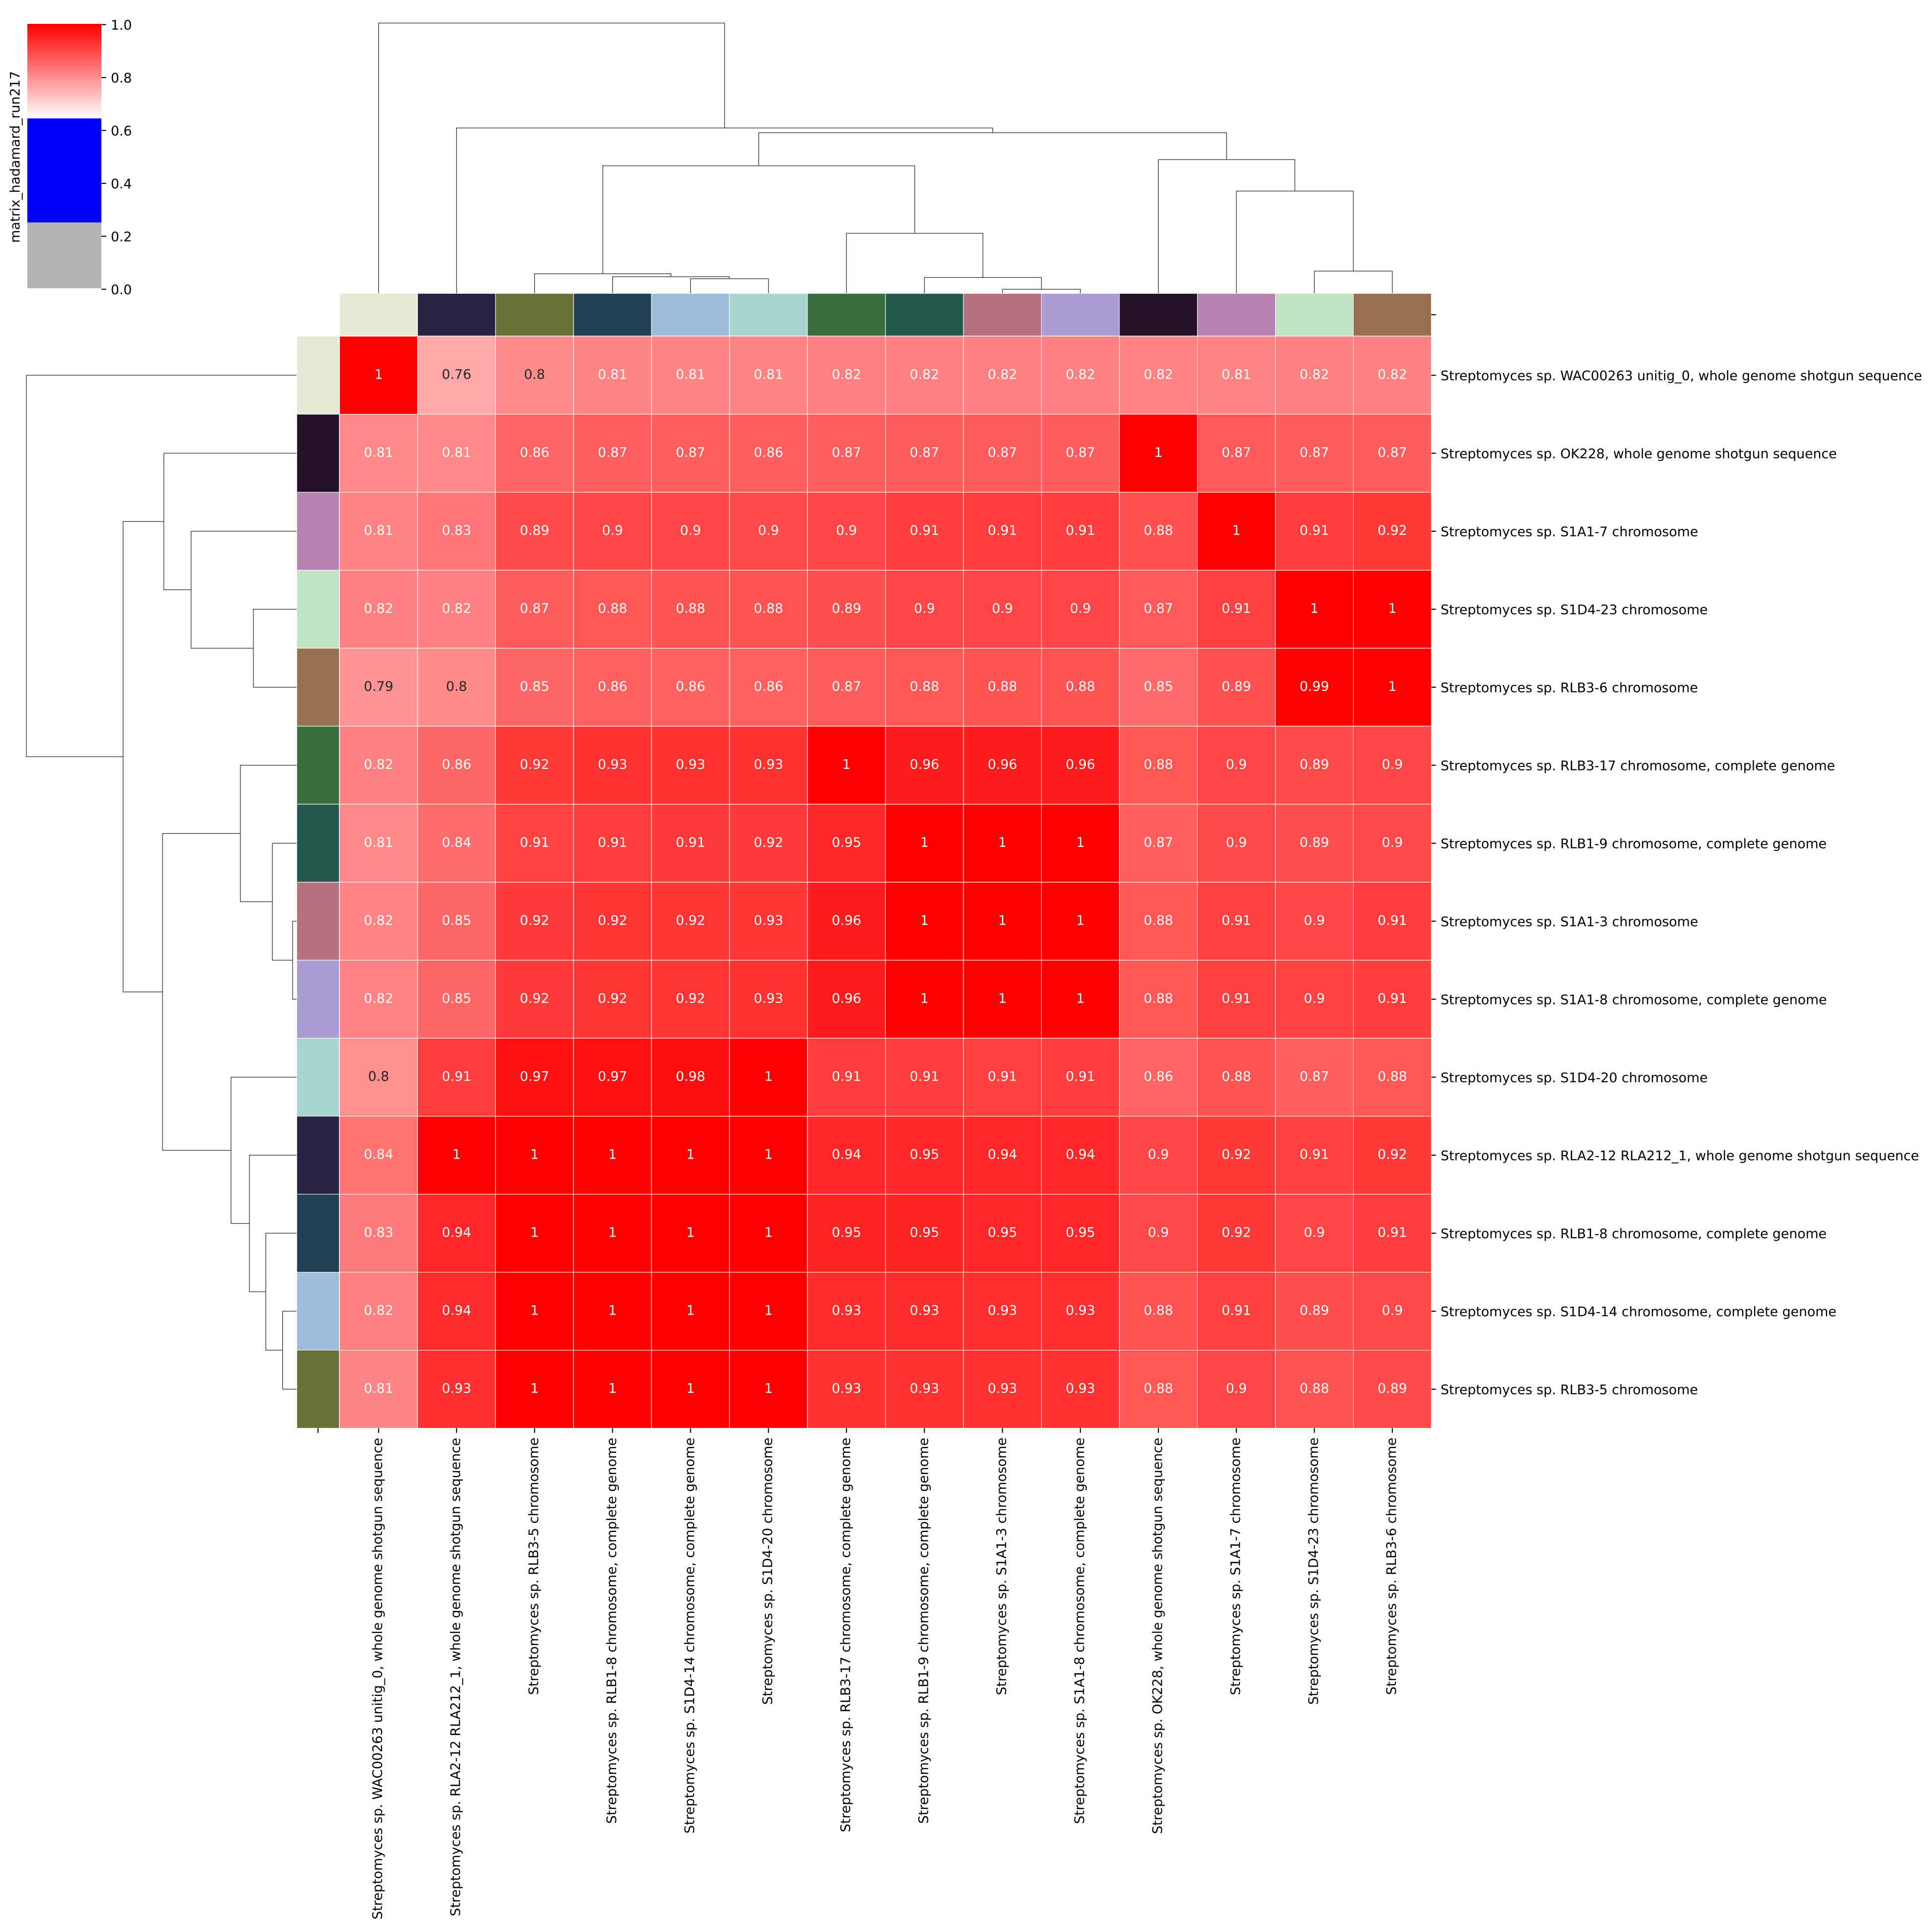 matrix_hadamard_run217
1.0
0.8
0.6
0.4
0.2
0.0
1 0.76 0.8 0.81 0.81 0.81 0.82 0.82 0.82 0.82 0.82 0.81 0.82 0.82 Streptomyces sp. WAC00263 unitig_0, whole genome shotgun sequence
0.81 0.81 0.86 0.87 0.87 0.86 0.87 0.87 0.87 0.87 1 0.87 0.87 0.87 Streptomyces sp. OK228, whole genome shotgun sequence
0.81 0.83 0.89 0.9 0.9 0.9 0.9 0.91 0.91 0.91 0.88 1 0.91 0.92 Streptomyces sp. S1A1-7 chromosome
0.82 0.82 0.87 0.88 0.88 0.88 0.89 0.9 0.9 0.9 0.87 0.91 1 1 Streptomyces sp. S1D4-23 chromosome
0.79 0.8 0.85 0.86 0.86 0.86 0.87 0.88 0.88 0.88 0.85 0.89 0.99 1 Streptomyces sp. RLB3-6 chromosome
0.82 0.86 0.92 0.93 0.93 0.93 1 0.96 0.96 0.96 0.88 0.9 0.89 0.9 Streptomyces sp. RLB3-17 chromosome, complete genome
0.81 0.84 0.91 0.91 0.91 0.92 0.95 1 1 1 0.87 0.9 0.89 0.9 Streptomyces sp. RLB1-9 chromosome, complete genome
0.82 0.85 0.92 0.92 0.92 0.93 0.96 1 1 1 0.88 0.91 0.9 0.91 Streptomyces sp. S1A1-3 chromosome
0.82 0.85 0.92 0.92 0.92 0.93 0.96 1 1 1 0.88 0.91 0.9 0.91 Streptomyces sp. S1A1-8 chromosome, complete genome
0.8 0.91 0.97 0.97 0.98 1 0.91 0.91 0.91 0.91 0.86 0.88 0.87 0.88 Streptomyces sp. S1D4-20 chromosome
0.84 1 1 1 1 1 0.94 0.95 0.94 0.94 0.9 0.92 0.91 0.92 Streptomyces sp. RLA2-12 RLA212_1, whole genome shotgun sequence
0.83 0.94 1 1 1 1 0.95 0.95 0.95 0.95 0.9 0.92 0.9 0.91 Streptomyces sp. RLB1-8 chromosome, complete genome
0.82 0.94 1 1 1 1 0.93 0.93 0.93 0.93 0.88 0.91 0.89 0.9 Streptomyces sp. S1D4-14 chromosome, complete genome
0.81 0.93 1 1 1 1 0.93 0.93 0.93 0.93 0.88 0.9 0.88 0.89 Streptomyces sp. RLB3-5 chromosome
Streptomyces sp. WAC00263 unitig_0, whole genome shotgun sequence
Streptomyces sp. RLA2-12 RLA212_1, whole genome shotgun sequence
Streptomyces sp. RLB3-5 chromosome
Streptomyces sp. RLB1-8 chromosome, complete genome
Streptomyces sp. S1D4-14 chromosome, complete genome
Streptomyces sp. S1D4-20 chromosome
Streptomyces sp. RLB3-17 chromosome, complete genome
Streptomyces sp. RLB1-9 chromosome, complete genome
Streptomyces sp. S1A1-3 chromosome
Streptomyces sp. S1A1-8 chromosome, complete genome
Streptomyces sp. OK228, whole genome shotgun sequence
Streptomyces sp. S1A1-7 chromosome
Streptomyces sp. S1D4-23 chromosome
Streptomyces sp. RLB3-6 chromosome